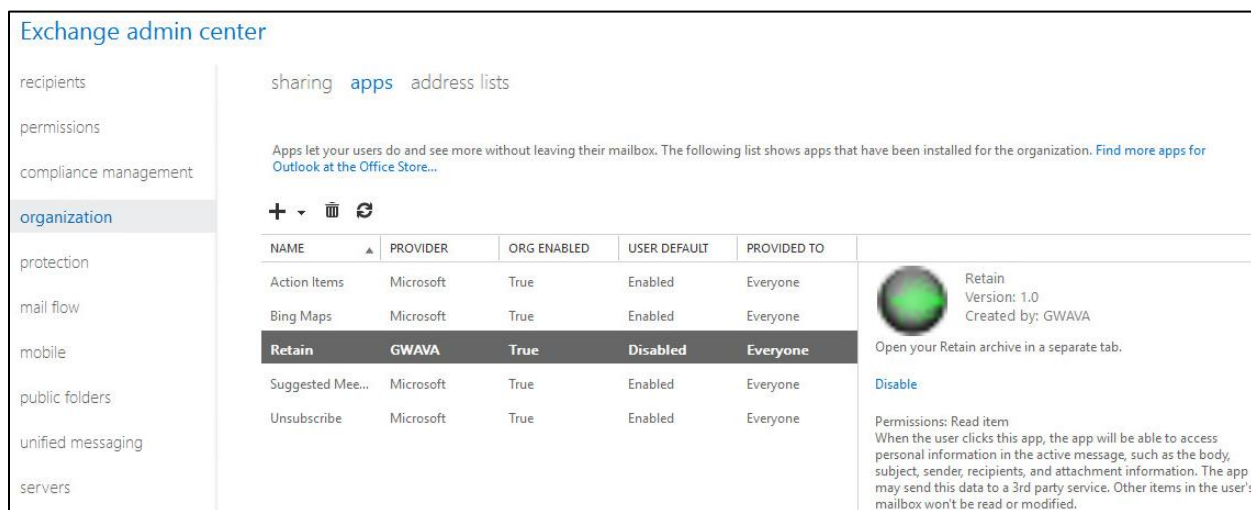 Exchange admin center
recipients
permissions
compliance management
organization
protection
mail flow
mobile
public folders
unified messaging
servers
sharing apps address lists
Apps let your users do and see more without leaving their mailbox. The following list shows apps that have been installed for the organization. Find more apps for
Outlook at the Office Store...
NAME PROVIDER ORG ENABLED USER DEFAULT PROVIDED TO
Action Items Microsoft True Enabled Everyone
Bing Maps Microsoft True Enabled Everyone
Retain GWAVA True Disabled Everyone
Suggested Mee... Microsoft True Enabled Everyone
Unsubscribe Microsoft True Enabled Everyone
Retain
Version: 1.0
Created by: GWAVA
Open your Retain archive in a separate tab.
Disable
Permissions: Read item
When the user clicks this app, the app will be able to access
personal information in the active message, such as the body,
subject, sender, recipients, and attachment information. The app
may send this data to a 3rd party service. Other items in the user's
mailbox won't be read or modified.